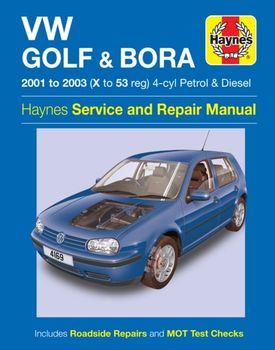 VW
GOLF & BORA
Haynes
2001 to 2003 (X to 53 reg) 4-cyl Petrol & Diesel
Haynes Service and Repair Manual
4169
Includes Roadside Repairs and MOT Test Checks